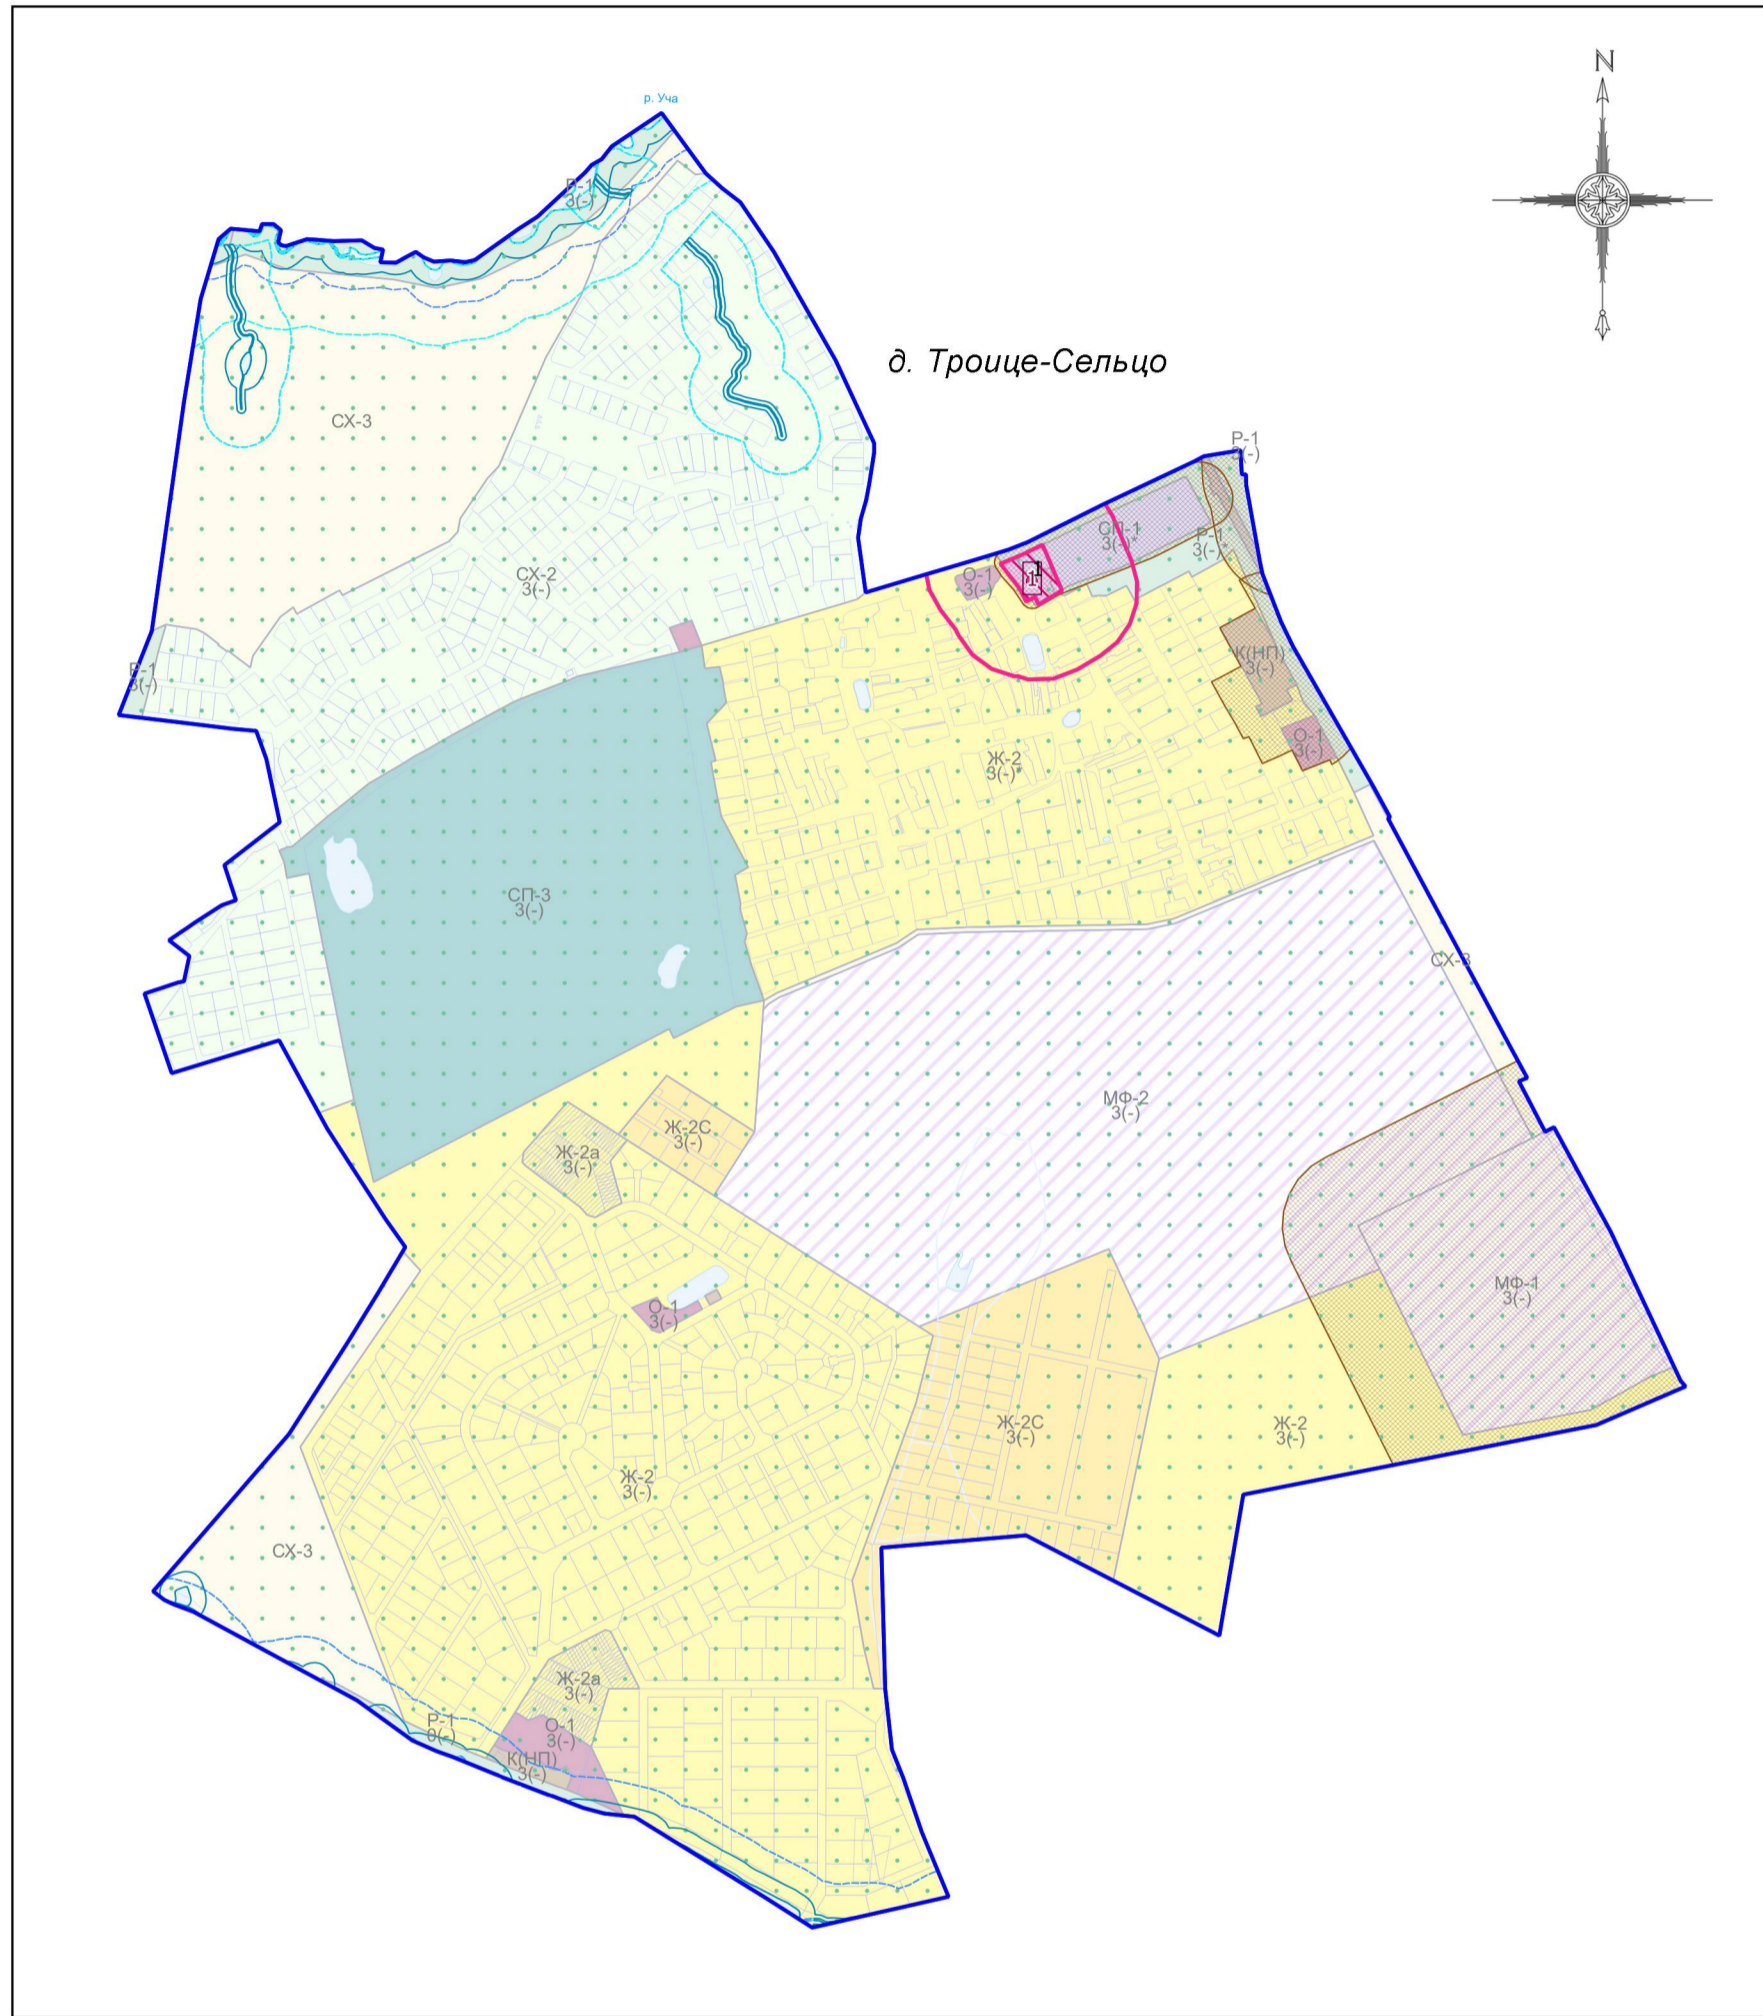 N
р. Уча
В-1
3(-)
д. Троице-Сельцо
СХ-3
Р-1
3(-)
СП-1
3(-)*
Р-1
3(-)*
СХ-2
3(-)
О-1
3(-)
1
1
К(НП)
3(-)
В-1
3(-)
О-1
3(-)
Ж-2
3(-)*
СП-3
3(-)
СХ-3
МФ-2
3(-)
Ж-2С
3(-)
Ж-2а
3(-)
МФ-1
3(-)
О-1
3(-)
Ж-2С
3(-)
Ж-2
3(-)
Ж-2
3(-)
СХ-3
Ж-2а
3(-)
Р-1
3(-)
О-1
3(-)
К(НП)
3(-)